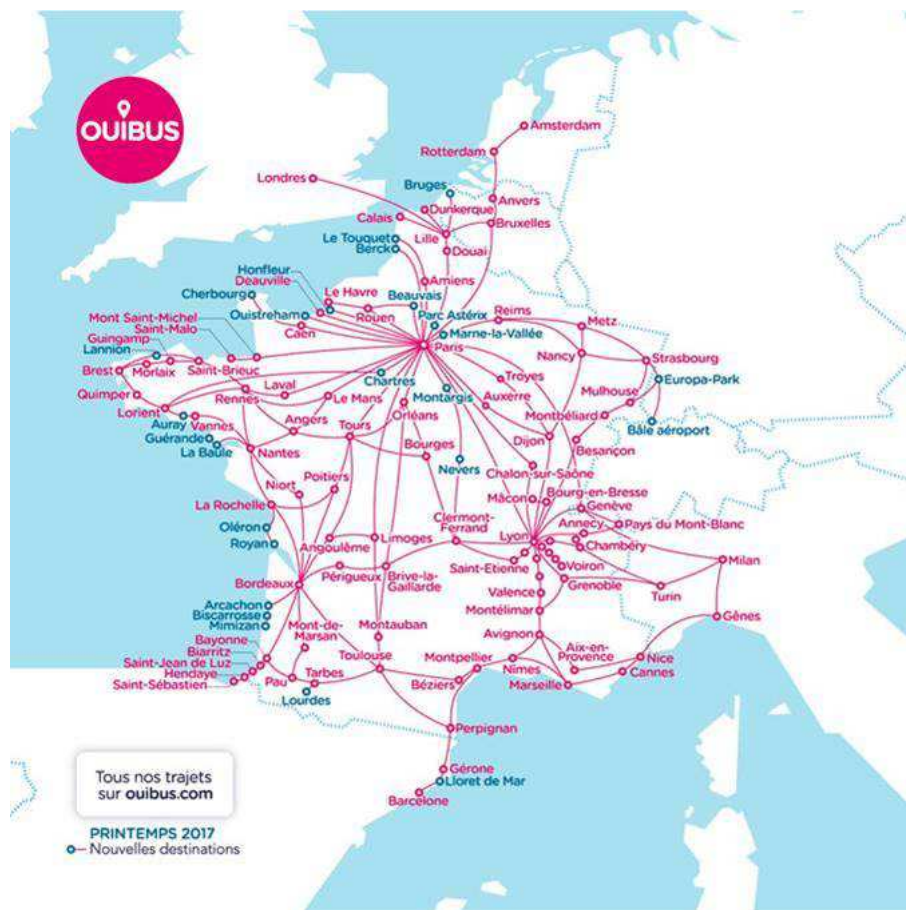 OUIBUS
Amsterdam
Rotterdam
Londres
Bruges
Anvers
Dunkerque
Calais
Bruxelles
Le Touquet
Lille
Berck
Douai
Honfleur
Deauville
Amiens
Le Havre
Cherbourg
Beauvais
Ouistreham
Rouen
Parc Astérix
Reims
Mont Saint-Michel
Caen
Marne-la-Vallée
Metz
Saint-Malo
Guingamp
Paris
Lannion
Nancy
Strasbourg
Brest
Morlaix
Saint-Brieuc
Chartres
Troyes
Europa-Park
Laval
Montargis
Mulhouse
Quimper
Rennes
Le Mans
Auxerre
Lorient
Orléans
Montbéliard
Auray
Vannes
Angers
Tours
Bâle aéroport
Guérande
Bourges
Dijon
Besançon
La Baule
Nantes
Nevers
Chalon-sur-Saône
Poitiers
Niort
Mâcon
Bourg-en-Bresse
La Rochelle
Genève
Clermont-
Ferrand
Annecy
Pays du Mont-Blanc
Oléron
Lyon
Royan
Angoulême
Limoges
Chambéry
Saint-Etienne
Voiron
Milan
Périgueux
Brive-la-
Gaillarde
Bordeaux
Grenoble
Valence
Turin
Arcachon
Montélimar
Biscarrosse
Gênes
Mimizan
Mont-de-
Marsan
Montauban
Avignon
Bayonne
Aix-en-
Provence
Biarritz
Toulouse
Montpellier
Nice
Saint-Jean de Luz
Nîmes
Hendaye
Tarbes
Cannes
Saint-Sébastien
Pau
Béziers
Marseille
Lourdes
Perpignan
Gérone
Lloret de Mar
Barcelone
Tous nos trajets
sur ouibus.com
PRINTEMPS 2017
Nouvelles destinations